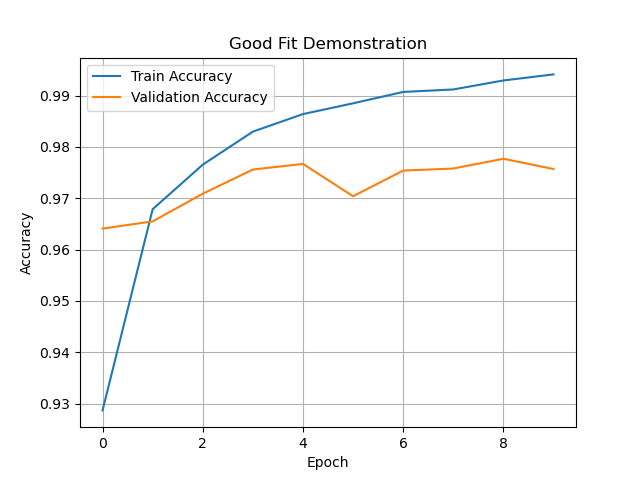 Good Fit Demonstration
Train Accuracy
Validation Accuracy
0.99
0.98
0.97
0.96
0.95
0.94
0.93
Accuracy
0 2 4 6 8
Epoch